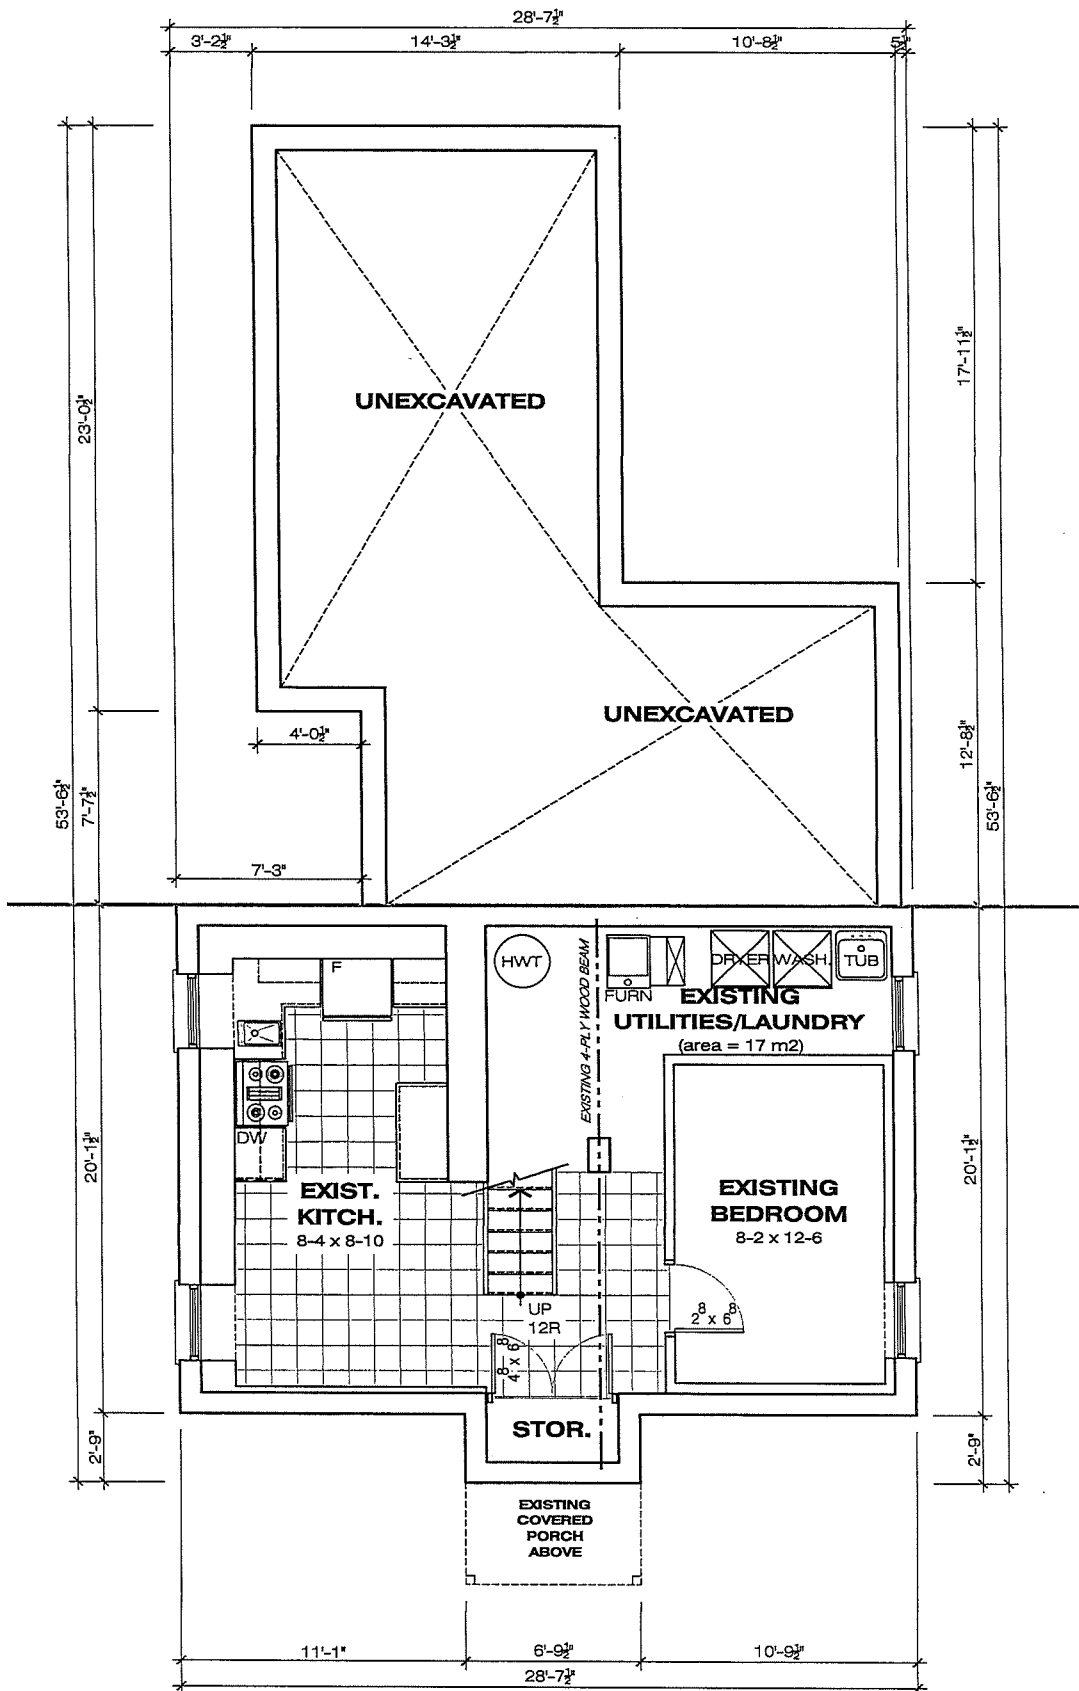 28'-7½"
3'-2½"
14'-3½"
10'-8½"
5½"
17'-11½"
23'-0½"
UNEXCAVATED
UNEXCAVATED
4'-0½"
12'-8½"
53'-6½"
7'-7½"
53'-6½"
7'-3"
HWT
EXISTING 4-PLY WOOD BEAM
DRYER
WASH.
TUB
F
FURN
EXISTING
UTILITIES/LAUNDRY
(area = 17 m2)
DW
20'-1½"
20'-1½"
EXIST.
KITCH.
8-4 x 8-10
EXISTING
BEDROOM
8-2 x 12-6
UP
12R
2⁸ x 6⁸
4⁸ x 6⁸
STOR.
2'-9"
2'-9"
EXISTING
COVERED
PORCH
ABOVE
11'-1"
6'-9½"
10'-9½"
28'-7½"